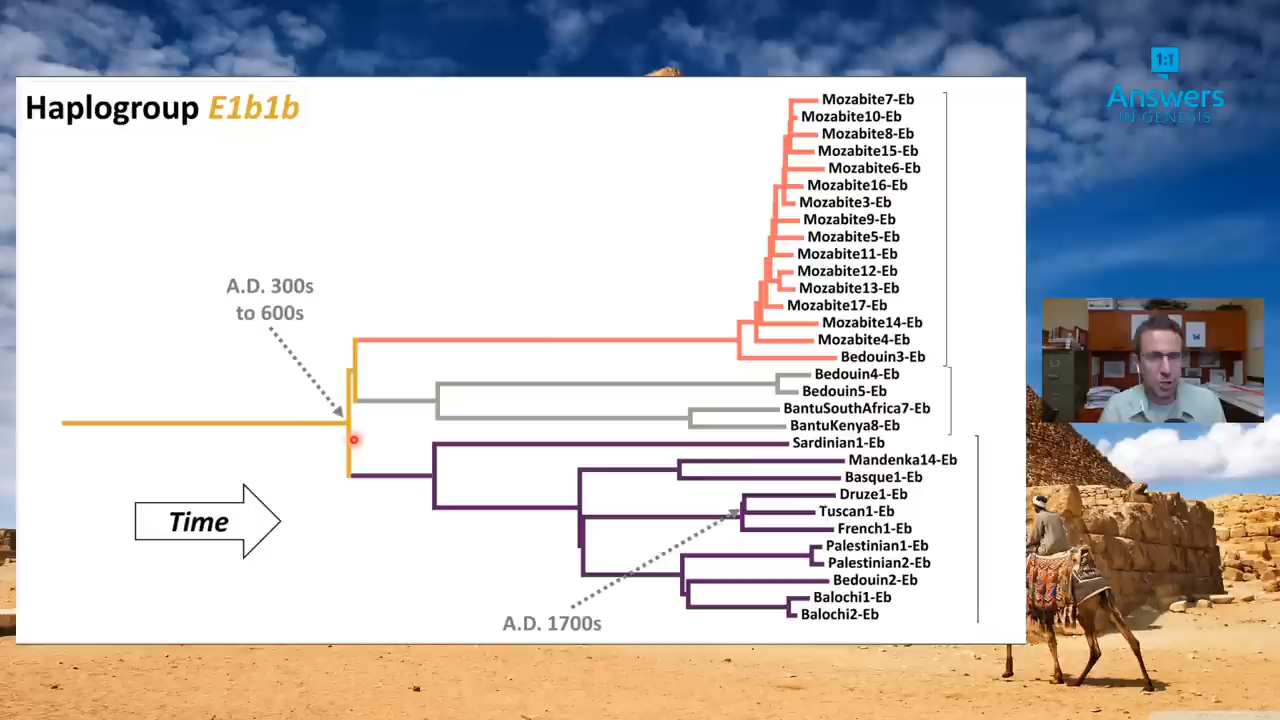 Haplogroup E1b1b
1:1
Answers
IN GENESIS
A.D. 300s
to 600s
Mozabite7-Eb
Mozabite10-Eb
Mozabite8-Eb
Mozabite15-Eb
Mozabite6-Eb
Mozabite16-Eb
Mozabite3-Eb
Mozabite9-Eb
Mozabite5-Eb
Mozabite11-Eb
Mozabite12-Eb
Mozabite13-Eb
Mozabite17-Eb
Mozabite14-Eb
Mozabite4-Eb
Bedouin3-Eb
Bedouin4-Eb
Bedouin5-Eb
BantuSouthAfrica7-Eb
BantuKenya8-Eb
Sardinian1-Eb
Mandenka14-Eb
Basque1-Eb
Druze1-Eb
Tuscan1-Eb
French1-Eb
Palestinian1-Eb
Palestinian2-Eb
Bedouin2-Eb
Balochi1-Eb
Balochi2-Eb
Time
A.D. 1700s